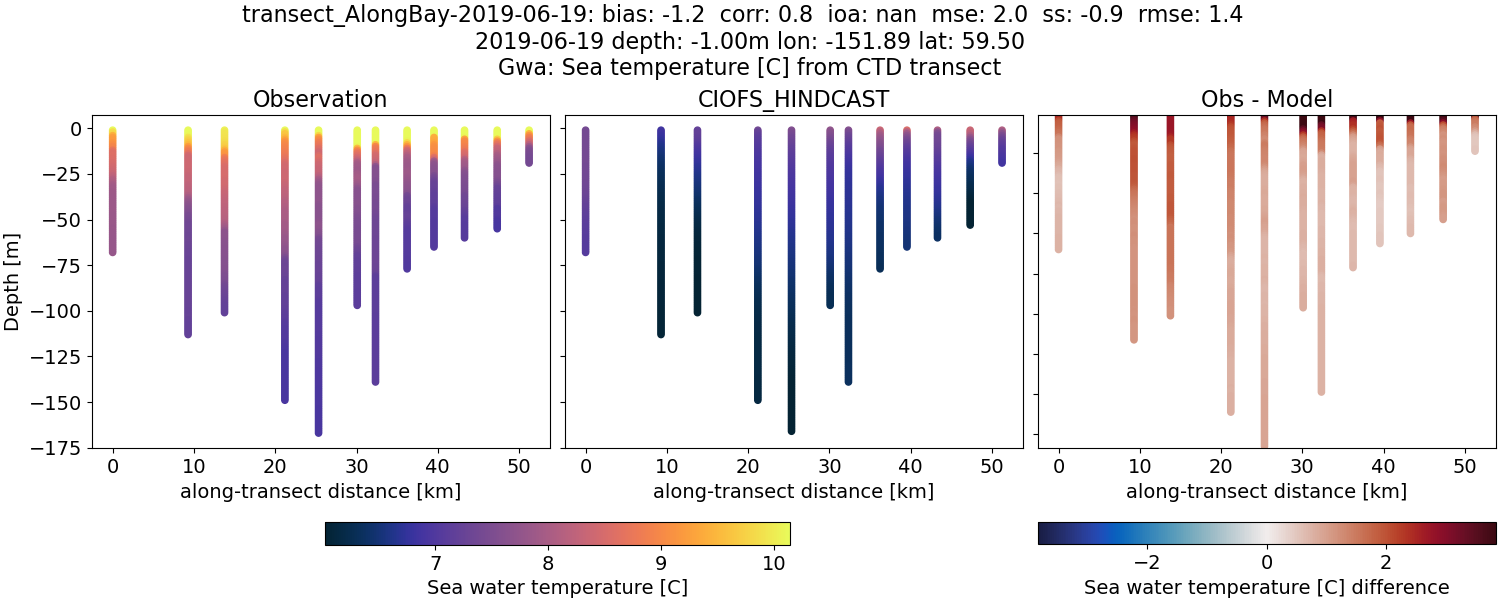 transect_AlongBay-2019-06-19: bias: -1.2  corr: 0.8  ioa: nan  mse: 2.0  ss: -0.9  rmse: 1.4
2019-06-19 depth: -1.00m lon: -151.89 lat: 59.50
Gwa: Sea temperature [C] from CTD transect
Observation
CIOFS_HINDCAST
Obs - Model
Depth [m]
0
−25
−50
−75
−100
−125
−150
−175
0 10 20 30 40 50
0 10 20 30 40 50
0 10 20 30 40 50
along-transect distance [km]
along-transect distance [km]
along-transect distance [km]
7 8 9 10
Sea water temperature [C]
−2 0 2
Sea water temperature [C] difference